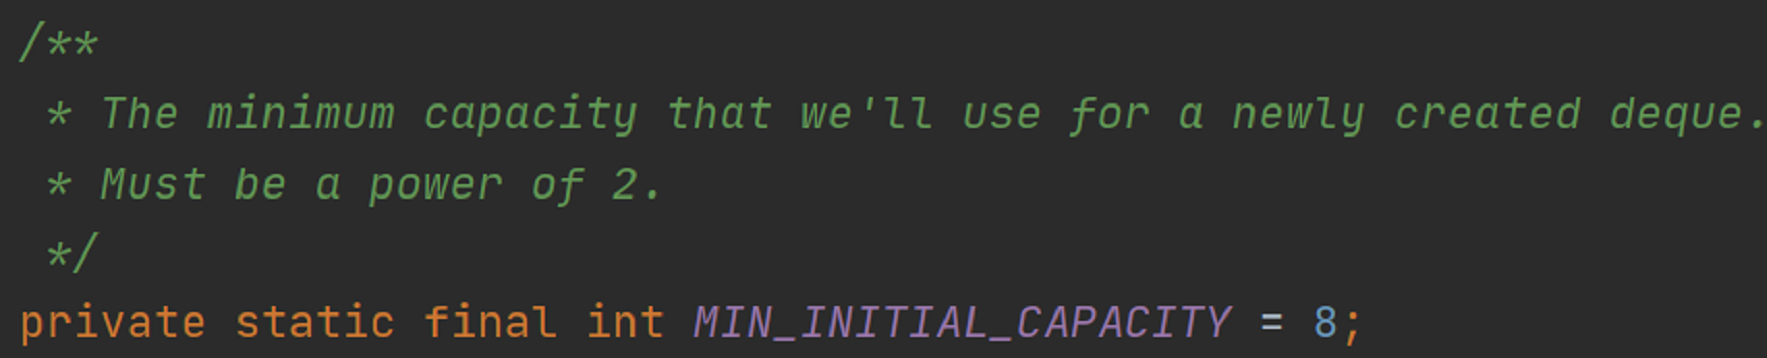 /**
 * The minimum capacity that we'll use for a newly created deque.
 * Must be a power of 2.
 */
private static final int MIN_INITIAL_CAPACITY = 8;